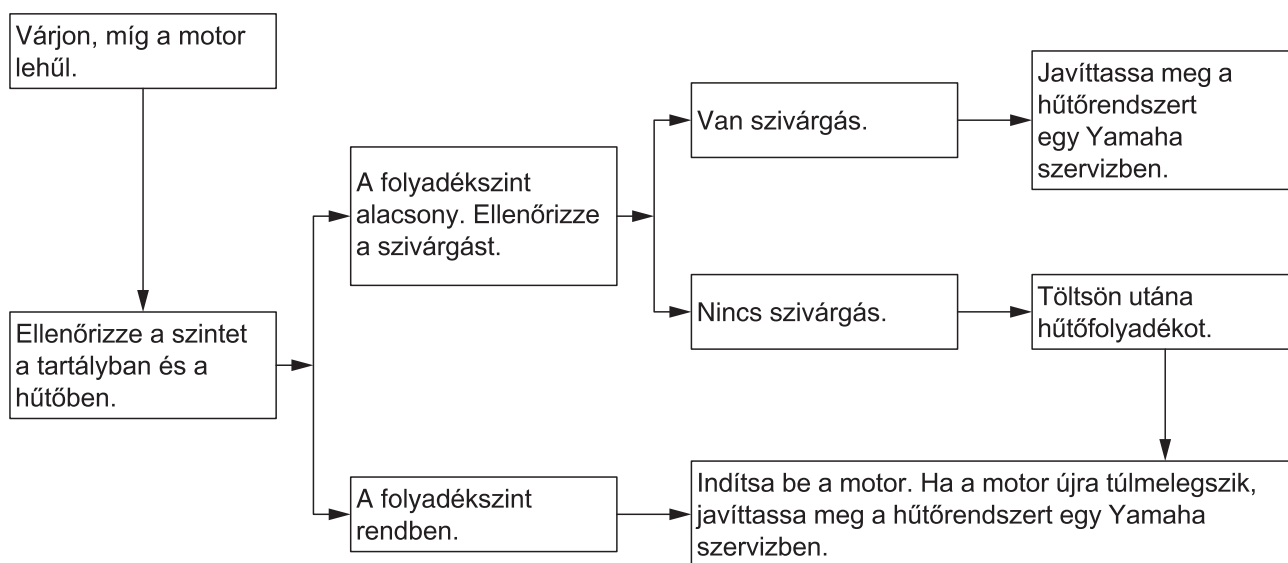 Várjon, míg a motor
lehűl.
Ellenőrizze a szintet
a tartályban és a
hűtőben.
A folyadékszint
alacsony. Ellenőrizze
a szivárgást.
Van szivárgás.
Javíttassa meg a
hűtőrendszert
egy Yamaha
szervizben.
Nincs szivárgás.
Töltsön utána
hűtőfolyadékot.
A folyadékszint
rendben.
Indítsa be a motor. Ha a motor újra túlmelegszik,
javíttassa meg a hűtőrendszert egy Yamaha
szervizben.